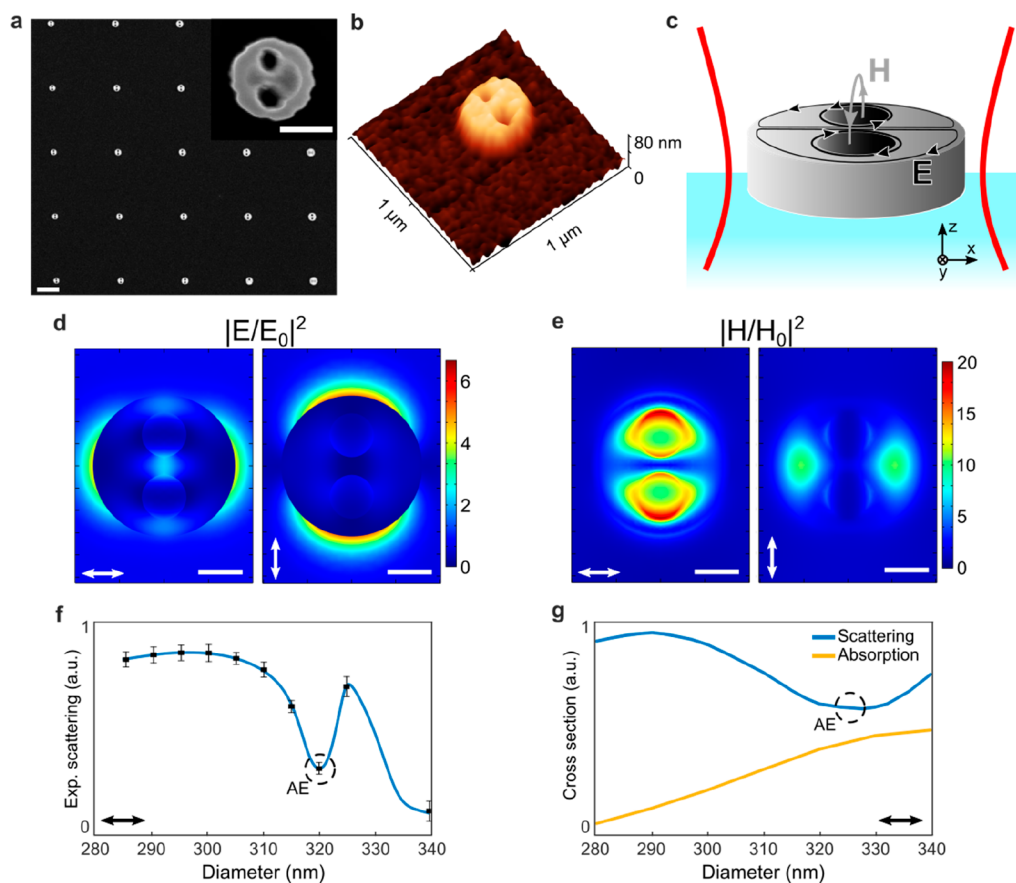 a
b
80 nm
0
1 µm
1 µm
c
H
E
z
x
y
d
|E/E0|²
6
4
2
0
e
|H/H0|²
20
15
10
5
0
f
1
Exp. scattering (a.u.)
AE
0
280 290 300 310 320 330 340
Diameter (nm)
g
1
Scattering
Absorption
Cross section (a.u.)
AE
0
280 290 300 310 320 330 340
Diameter (nm)